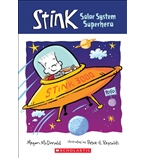 Stink
Solar System
Superhero
STINK 3000
Megan McDonald
illustrated by Peter H. Reynolds
SCHOLASTIC